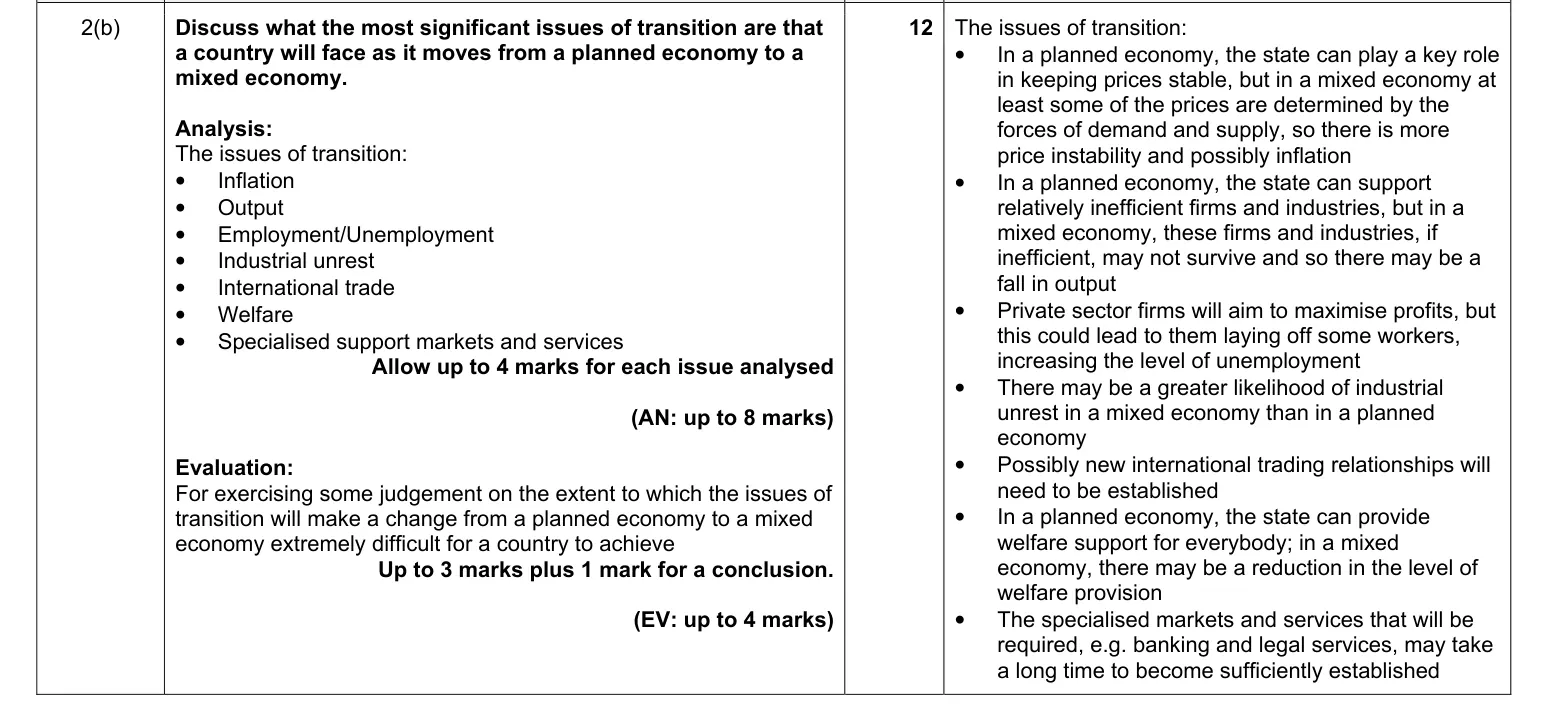 2(b)
Discuss what the most significant issues of transition are that
a country will face as it moves from a planned economy to a
mixed economy.
Analysis:
The issues of transition:
• Inflation
• Output
• Employment/Unemployment
• Industrial unrest
• International trade
• Welfare
• Specialised support markets and services
Allow up to 4 marks for each issue analysed
(AN: up to 8 marks)
Evaluation:
For exercising some judgement on the extent to which the issues of
transition will make a change from a planned economy to a mixed
economy extremely difficult for a country to achieve
Up to 3 marks plus 1 mark for a conclusion.
(EV: up to 4 marks)
12
The issues of transition:
• In a planned economy, the state can play a key role
in keeping prices stable, but in a mixed economy at
least some of the prices are determined by the
forces of demand and supply, so there is more
price instability and possibly inflation
• In a planned economy, the state can support
relatively inefficient firms and industries, but in a
mixed economy, these firms and industries, if
inefficient, may not survive and so there may be a
fall in output
• Private sector firms will aim to maximise profits, but
this could lead to them laying off some workers,
increasing the level of unemployment
• There may be a greater likelihood of industrial
unrest in a mixed economy than in a planned
economy
• Possibly new international trading relationships will
need to be established
• In a planned economy, the state can provide
welfare support for everybody; in a mixed
economy, there may be a reduction in the level of
welfare provision
• The specialised markets and services that will be
required, e.g. banking and legal services, may take
a long time to become sufficiently established